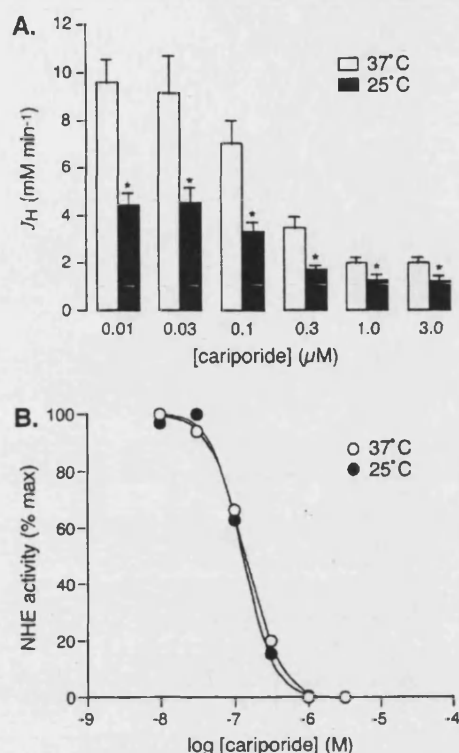 A.
12
10
8
6
4
2
0
J_H (mM min⁻¹)
37°C
25°C
* * * * * *
0.01 0.03 0.1 0.3 1.0 3.0
[cariporide] (µM)
B.
100
80
60
40
20
0
NHE activity (% max)
37°C
25°C
-9 -8 -7 -6 -5 -4
log [cariporide] (M)